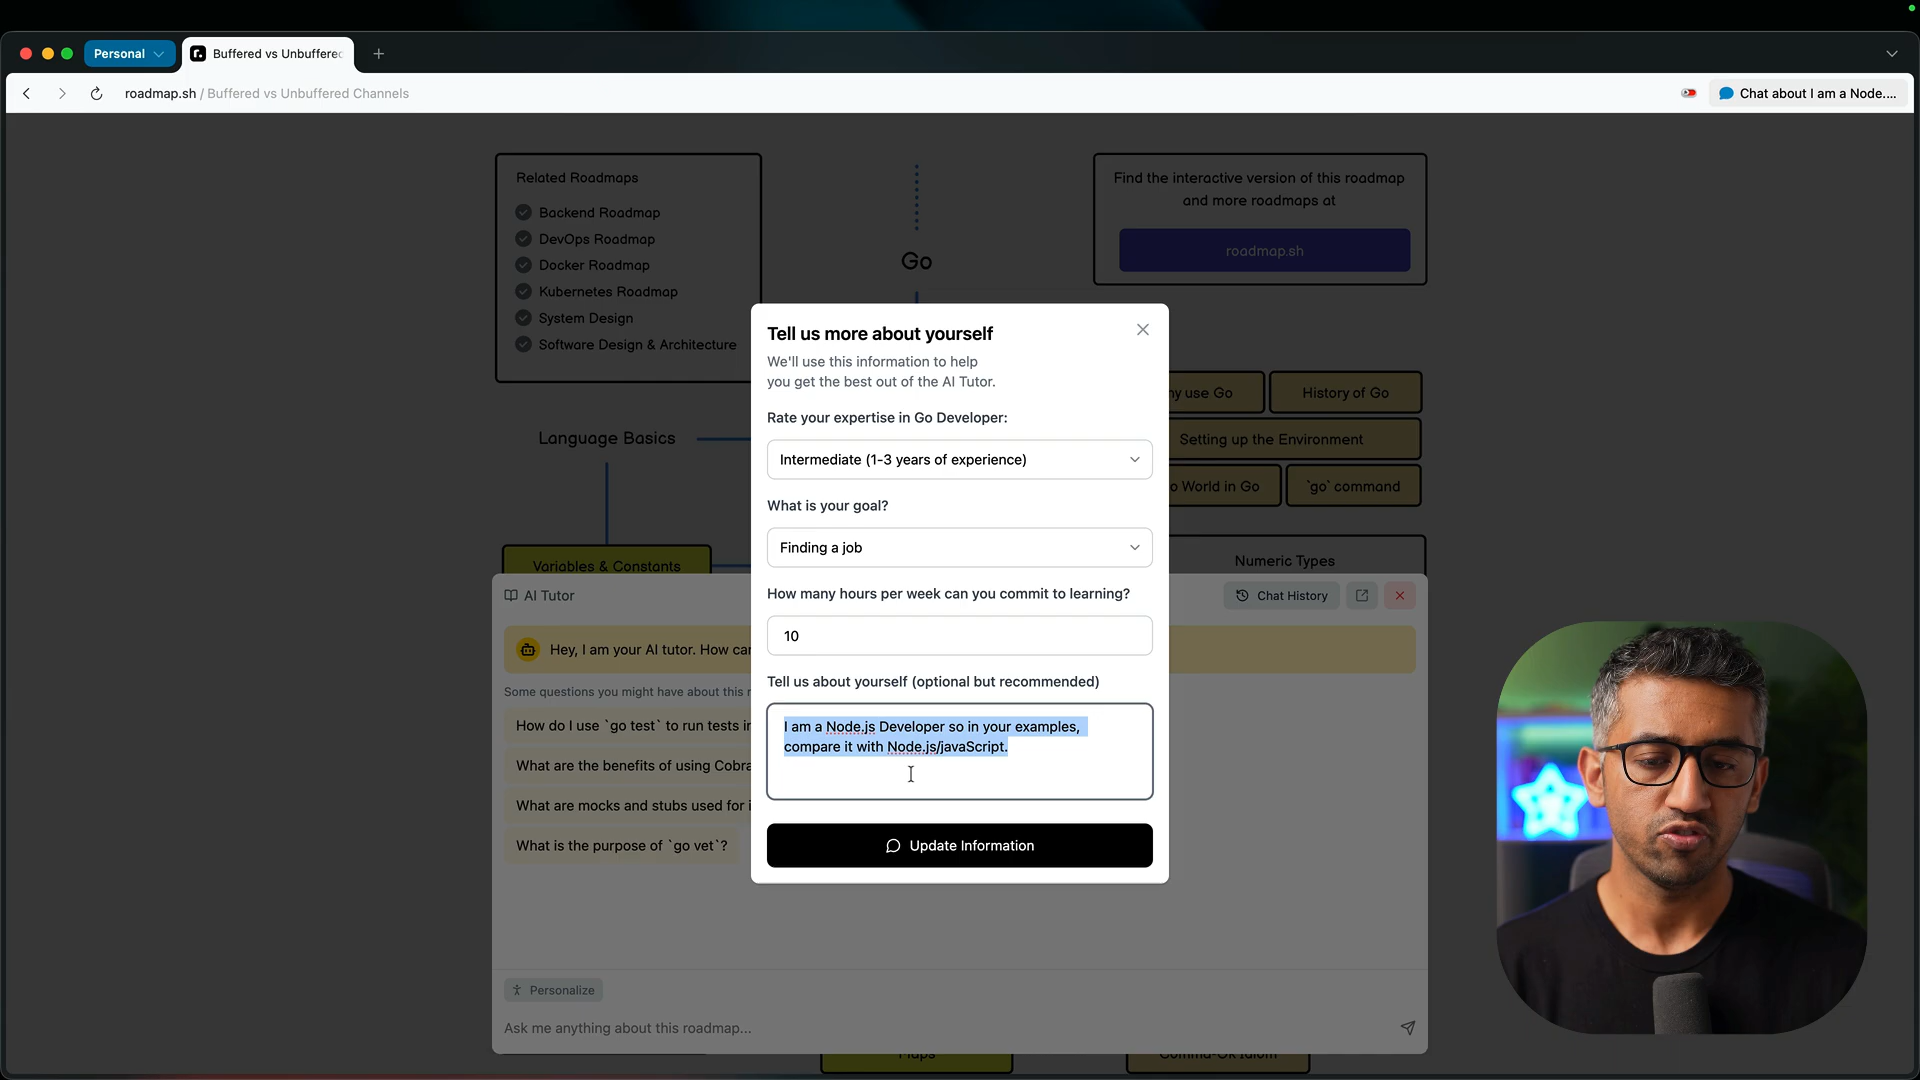 Personal
Buffered vs Unbuffere
roadmap.sh / Buffered vs Unbuffered Channels
Chat about I am a Node....
Related Roadmaps
Backend Roadmap
DevOps Roadmap
Docker Roadmap
Kubernetes Roadmap
System Design
Software Design & Architecture
Go
Find the interactive version of this roadmap
and more roadmaps at
roadmap.sh
Language Basics
Variables & Constants
use Go
History of Go
Setting up the Environment
World in Go
`go` command
Numeric Types
Tell us more about yourself
We'll use this information to help
you get the best out of the AI Tutor.
Rate your expertise in Go Developer:
Intermediate (1-3 years of experience)
What is your goal?
Finding a job
How many hours per week can you commit to learning?
10
Tell us about yourself (optional but recommended)
I am a Node.js Developer so in your examples,
compare it with Node.js/javaScript.
Update Information
AI Tutor
Chat History
Hey, I am your AI tutor. How can
Some questions you might have about this
How do I use `go test` to run tests in
What are the benefits of using Cobra
What are mocks and stubs used for
What is the purpose of `go vet`?
Personalize
Ask me anything about this roadmap...
Maps
Comma-Ok Idiom